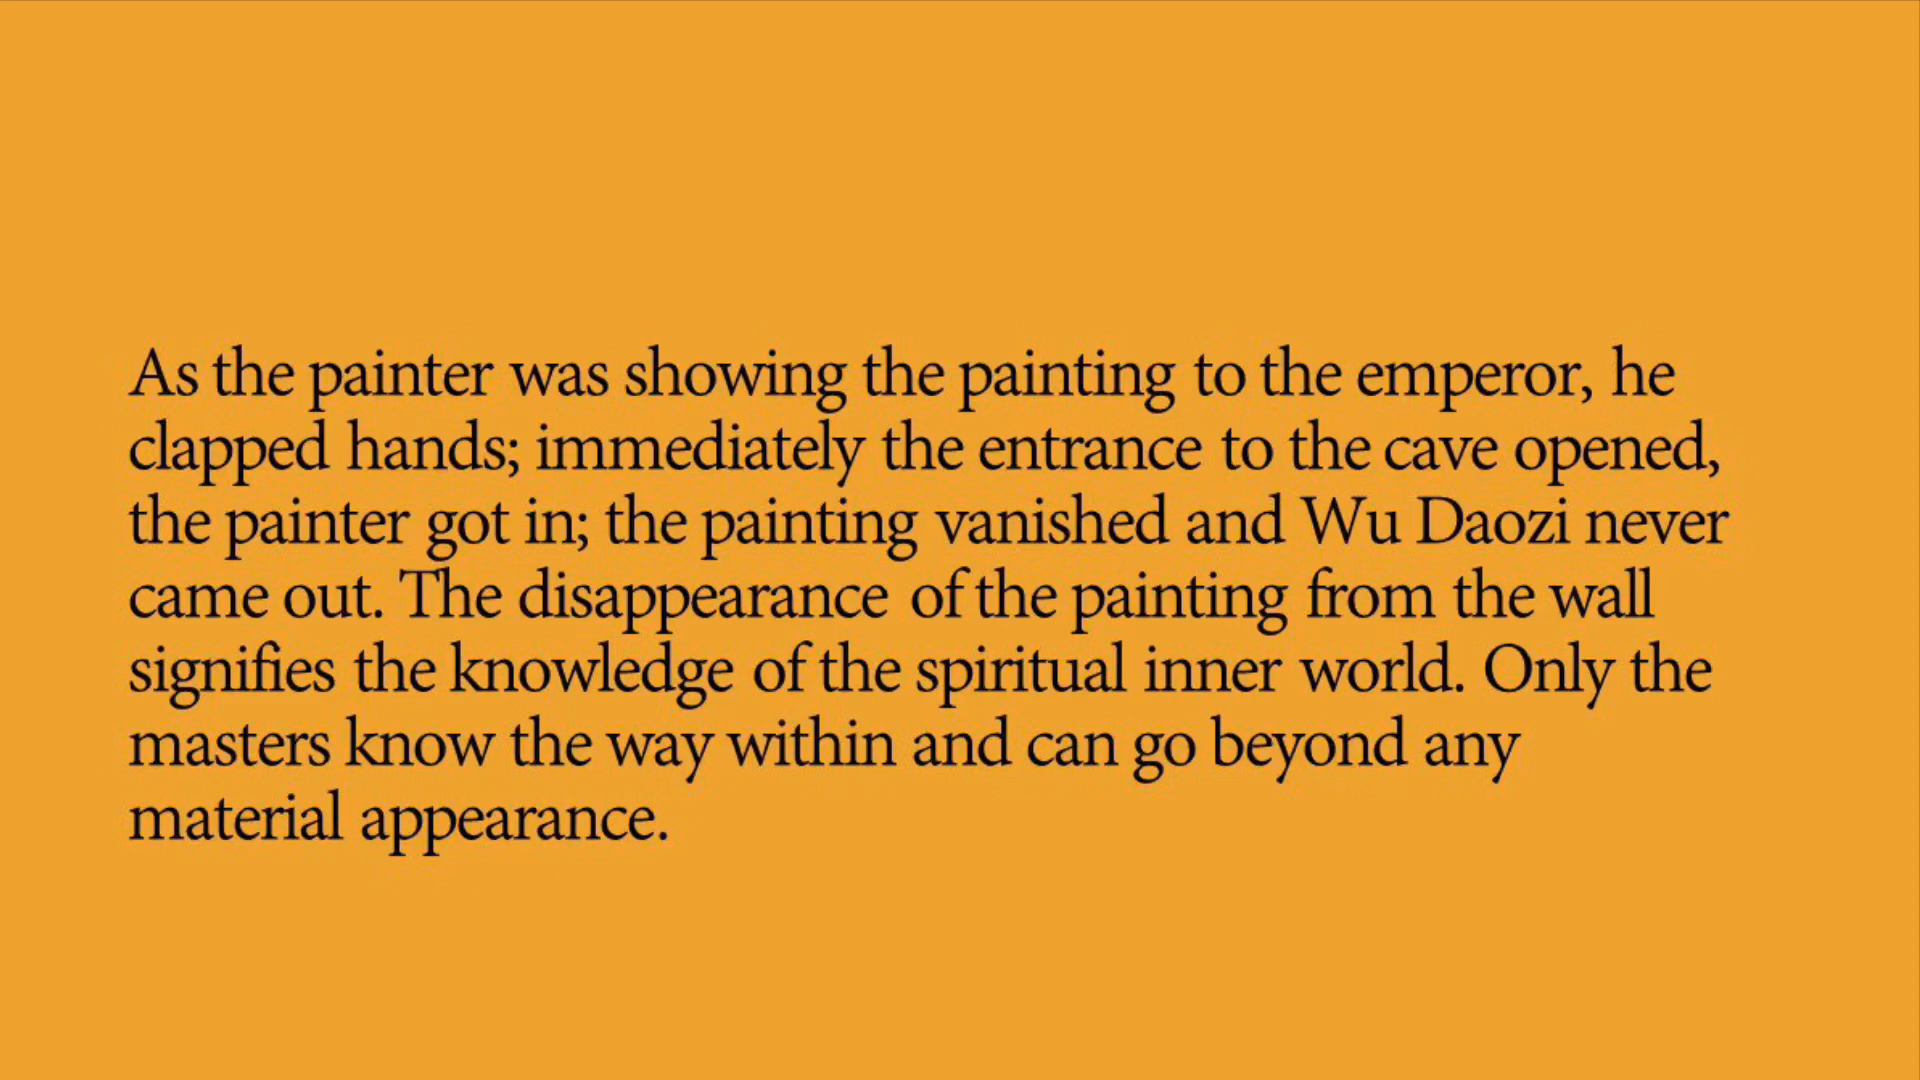 As the painter was showing the painting to the emperor, he
clapped hands; immediately the entrance to the cave opened,
the painter got in; the painting vanished and Wu Daozi never
came out. The disappearance of the painting from the wall
signifies the knowledge of the spiritual inner world. Only the
masters know the way within and can go beyond any
material appearance.